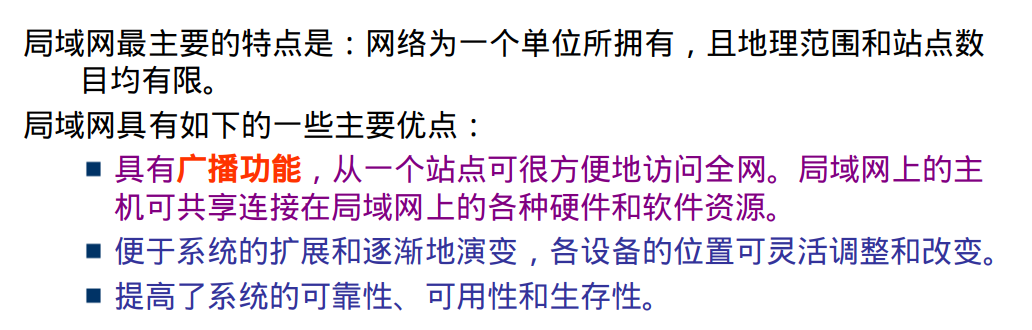 局域网最主要的特点是：网络为一个单位所拥有，且地理范围和站点数
目均有限。
局域网具有如下的一些主要优点：
具有广播功能，从一个站点可很方便地访问全网。局域网上的主
机可共享连接在局域网上的各种硬件和软件资源。
便于系统的扩展和逐渐地演变，各设备的位置可灵活调整和改变。
提高了系统的可靠性、可用性和生存性。